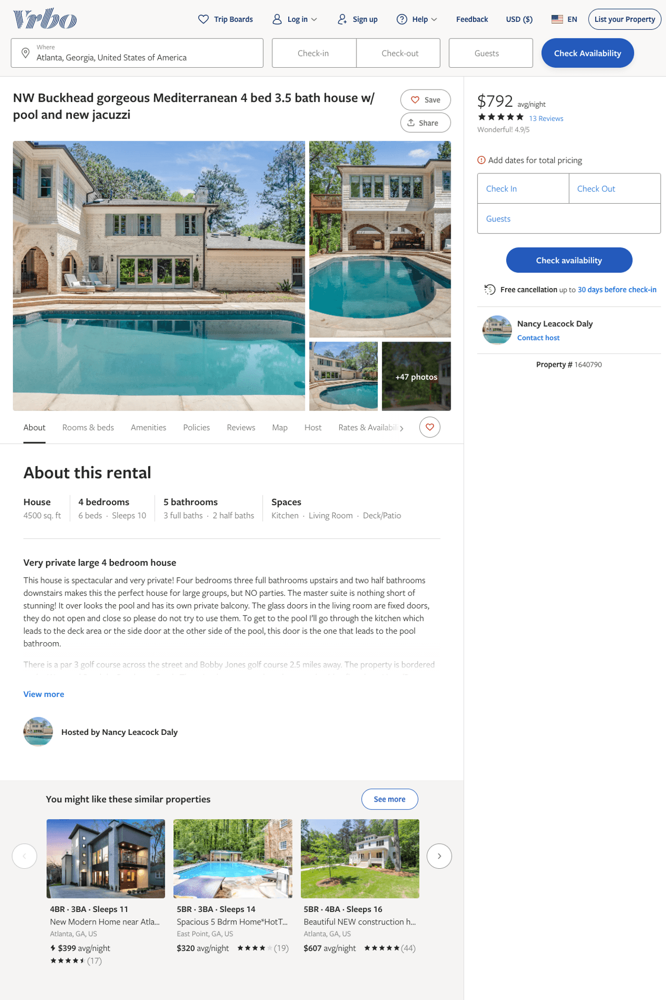 Vrbo
Trip Boards
Log in
Sign up
Help
Feedback
USD ($)
EN
List your Property
Where
Atlanta, Georgia, United States of America
Check-in
Check-out
Guests
Check Availability
NW Buckhead gorgeous Mediterranean 4 bed 3.5 bath house w/
pool and new jacuzzi
Save
Share
+47 photos
$792 avg/night
13 Reviews
Wonderful! 4.9/5
Add dates for total pricing
Check In
Check Out
Guests
Check availability
Free cancellation up to 30 days before check-in
Nancy Leacock Daly
Contact host
Property # 1640790
About
Rooms & beds
Amenities
Policies
Reviews
Map
Host
Rates & Availabili
About this rental
House
4500 sq. ft
4 bedrooms
6 beds · Sleeps 10
5 bathrooms
3 full baths · 2 half baths
Spaces
Kitchen · Living Room · Deck/Patio
Very private large 4 bedroom house
This house is spectacular and very private! Four bedrooms three full bathrooms upstairs and two half bathrooms
downstairs makes this the perfect house for large groups, but NO parties. The master suite is nothing short of
stunning! It over looks the pool and has its own private balcony. The glass doors in the living room are fixed doors,
they do not open and close so please do not try to use them. To get to the pool I'll go through the kitchen which
leads to the deck area or the side door at the other side of the pool, this door is the one that leads to the pool
bathroom.
There is a par 3 golf course across the street and Bobby Jones golf course 2.5 miles away. The property is bordered
View more
Hosted by Nancy Leacock Daly
You might like these similar properties
See more
4BR · 3BA · Sleeps 11
New Modern Home near Atla...
Atlanta, GA, US
$399 avg/night
(17)
5BR · 3BA · Sleeps 14
Spacious 5 Bdrm Home*HotT...
East Point, GA, US
$320 avg/night
(19)
5BR · 4BA · Sleeps 16
Beautiful NEW construction h...
Atlanta, GA, US
$607 avg/night
(44)